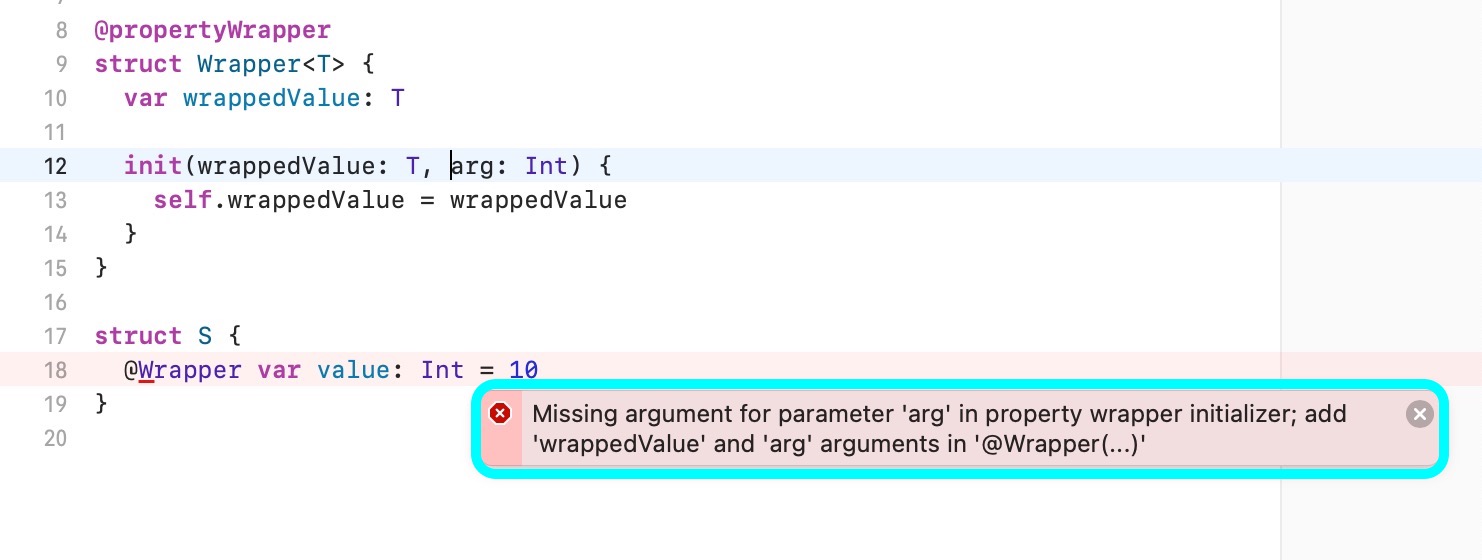 8 @propertyWrapper
9 struct Wrapper<T> {
10 var wrappedValue: T
11
12 init(wrappedValue: T, arg: Int) {
13 self.wrappedValue = wrappedValue
14 }
15 }
16
17 struct S {
18 @Wrapper var value: Int = 10
19 }
Missing argument for parameter 'arg' in property wrapper initializer; add
'wrappedValue' and 'arg' arguments in '@Wrapper(...)'
20